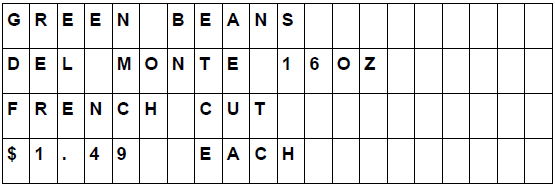 GREEN BEANS
DEL MONTE 16OZ
FRENCH CUT
$1.49  EACH